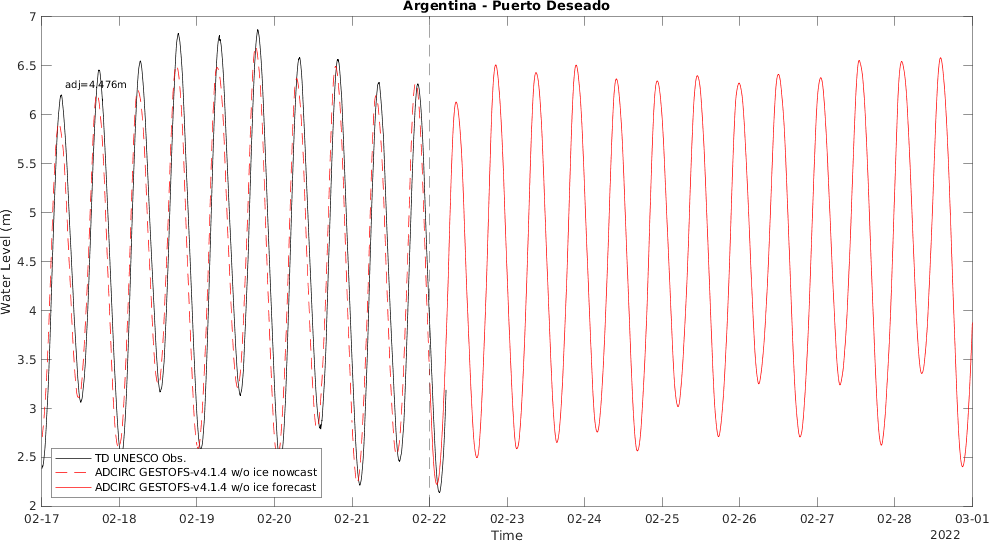 Argentina - Puerto Deseado
7
6.5
6
5.5
5
4.5
4
3.5
3
2.5
2
Water Level (m)
adj=4.476m
TD UNESCO Obs.
ADCIRC GESTOFS-v4.1.4 w/o ice nowcast
ADCIRC GESTOFS-v4.1.4 w/o ice forecast
02-17 02-18 02-19 02-20 02-21 02-22 02-23 02-24 02-25 02-26 02-27 02-28 03-01
Time
2022